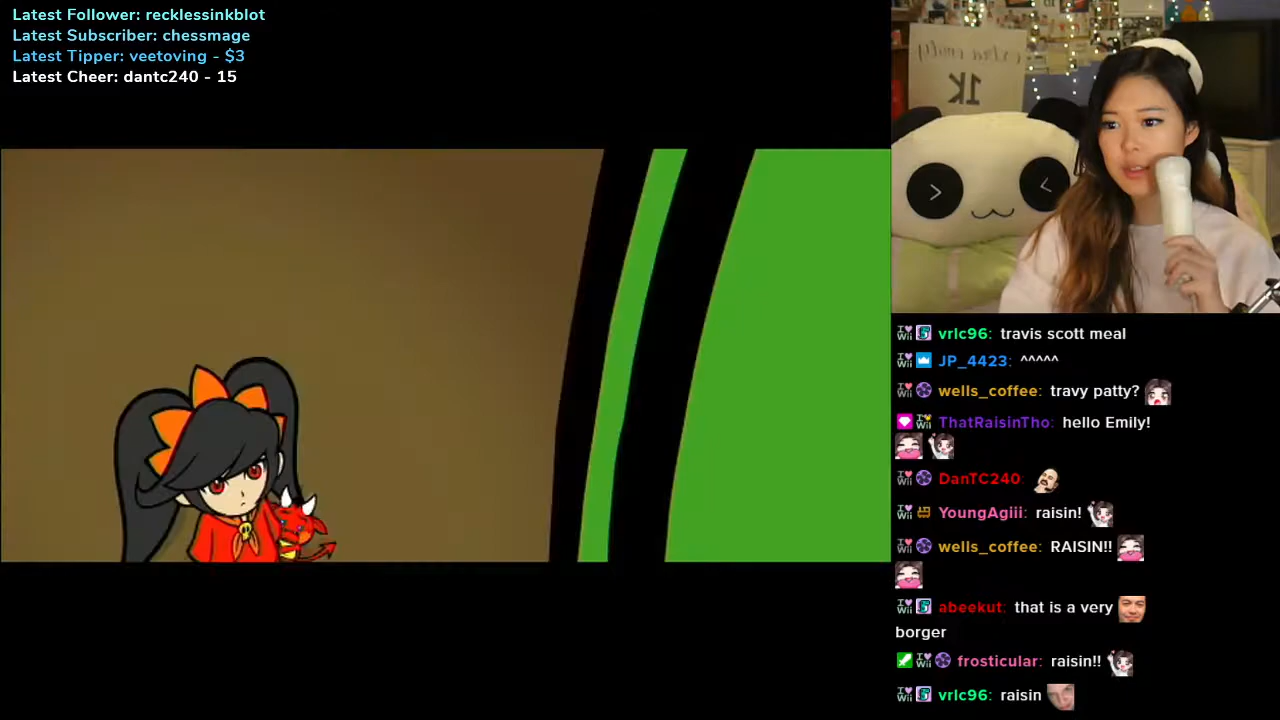 Latest Follower: recklessinkblot
Latest Subscriber: chessmage
Latest Tipper: veetoving - $3
Latest Cheer: dantc240 - 15
extra emily
1K
> <
vrlc96: travis scott meal
JP_4423: ^^^^^
wells_coffee: travy patty?
ThatRaisinTho: hello Emily!
DanTC240:
YoungAgiii: raisin!
wells_coffee: RAISIN!!
abeekut: that is a very
borger
frosticular: raisin!!
vrlc96: raisin